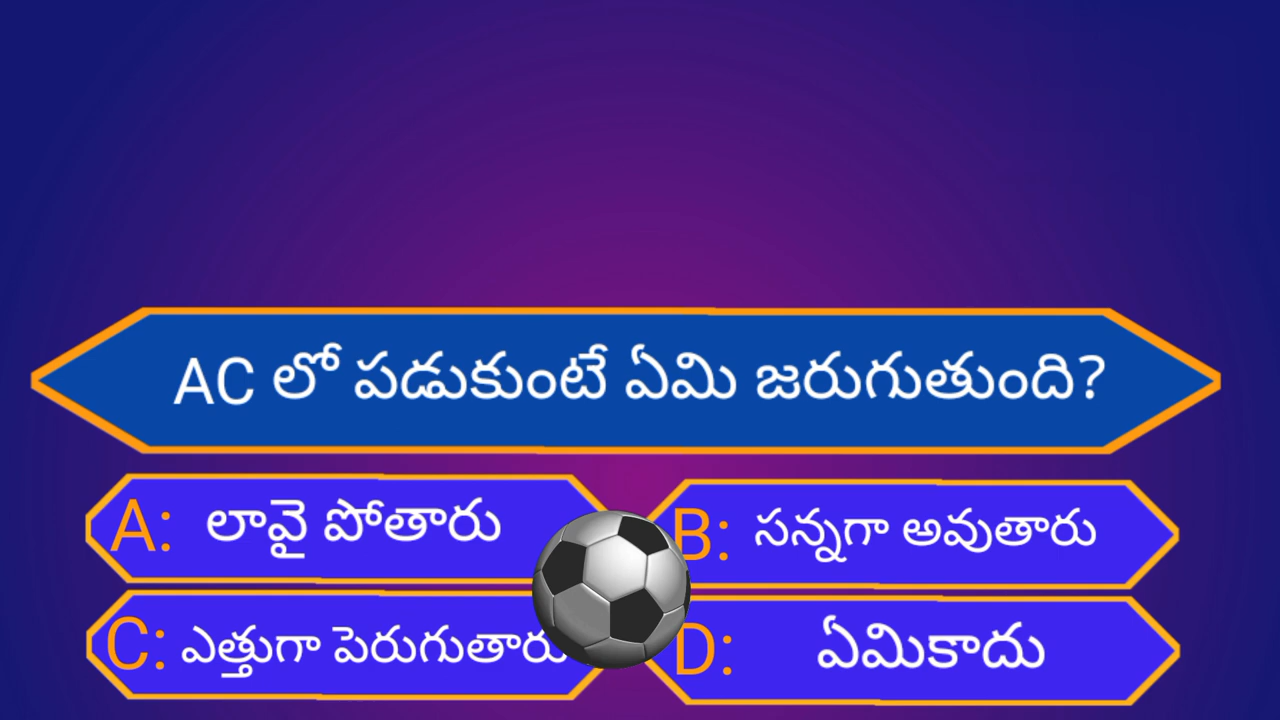 AC లో పడుకుంటే ఏమి జరుగుతుంది?
A: లావై పోతారు
B: సన్నగా అవుతారు
C: ఎత్తుగా పెరుగుతారు
D: ఏమికాదు